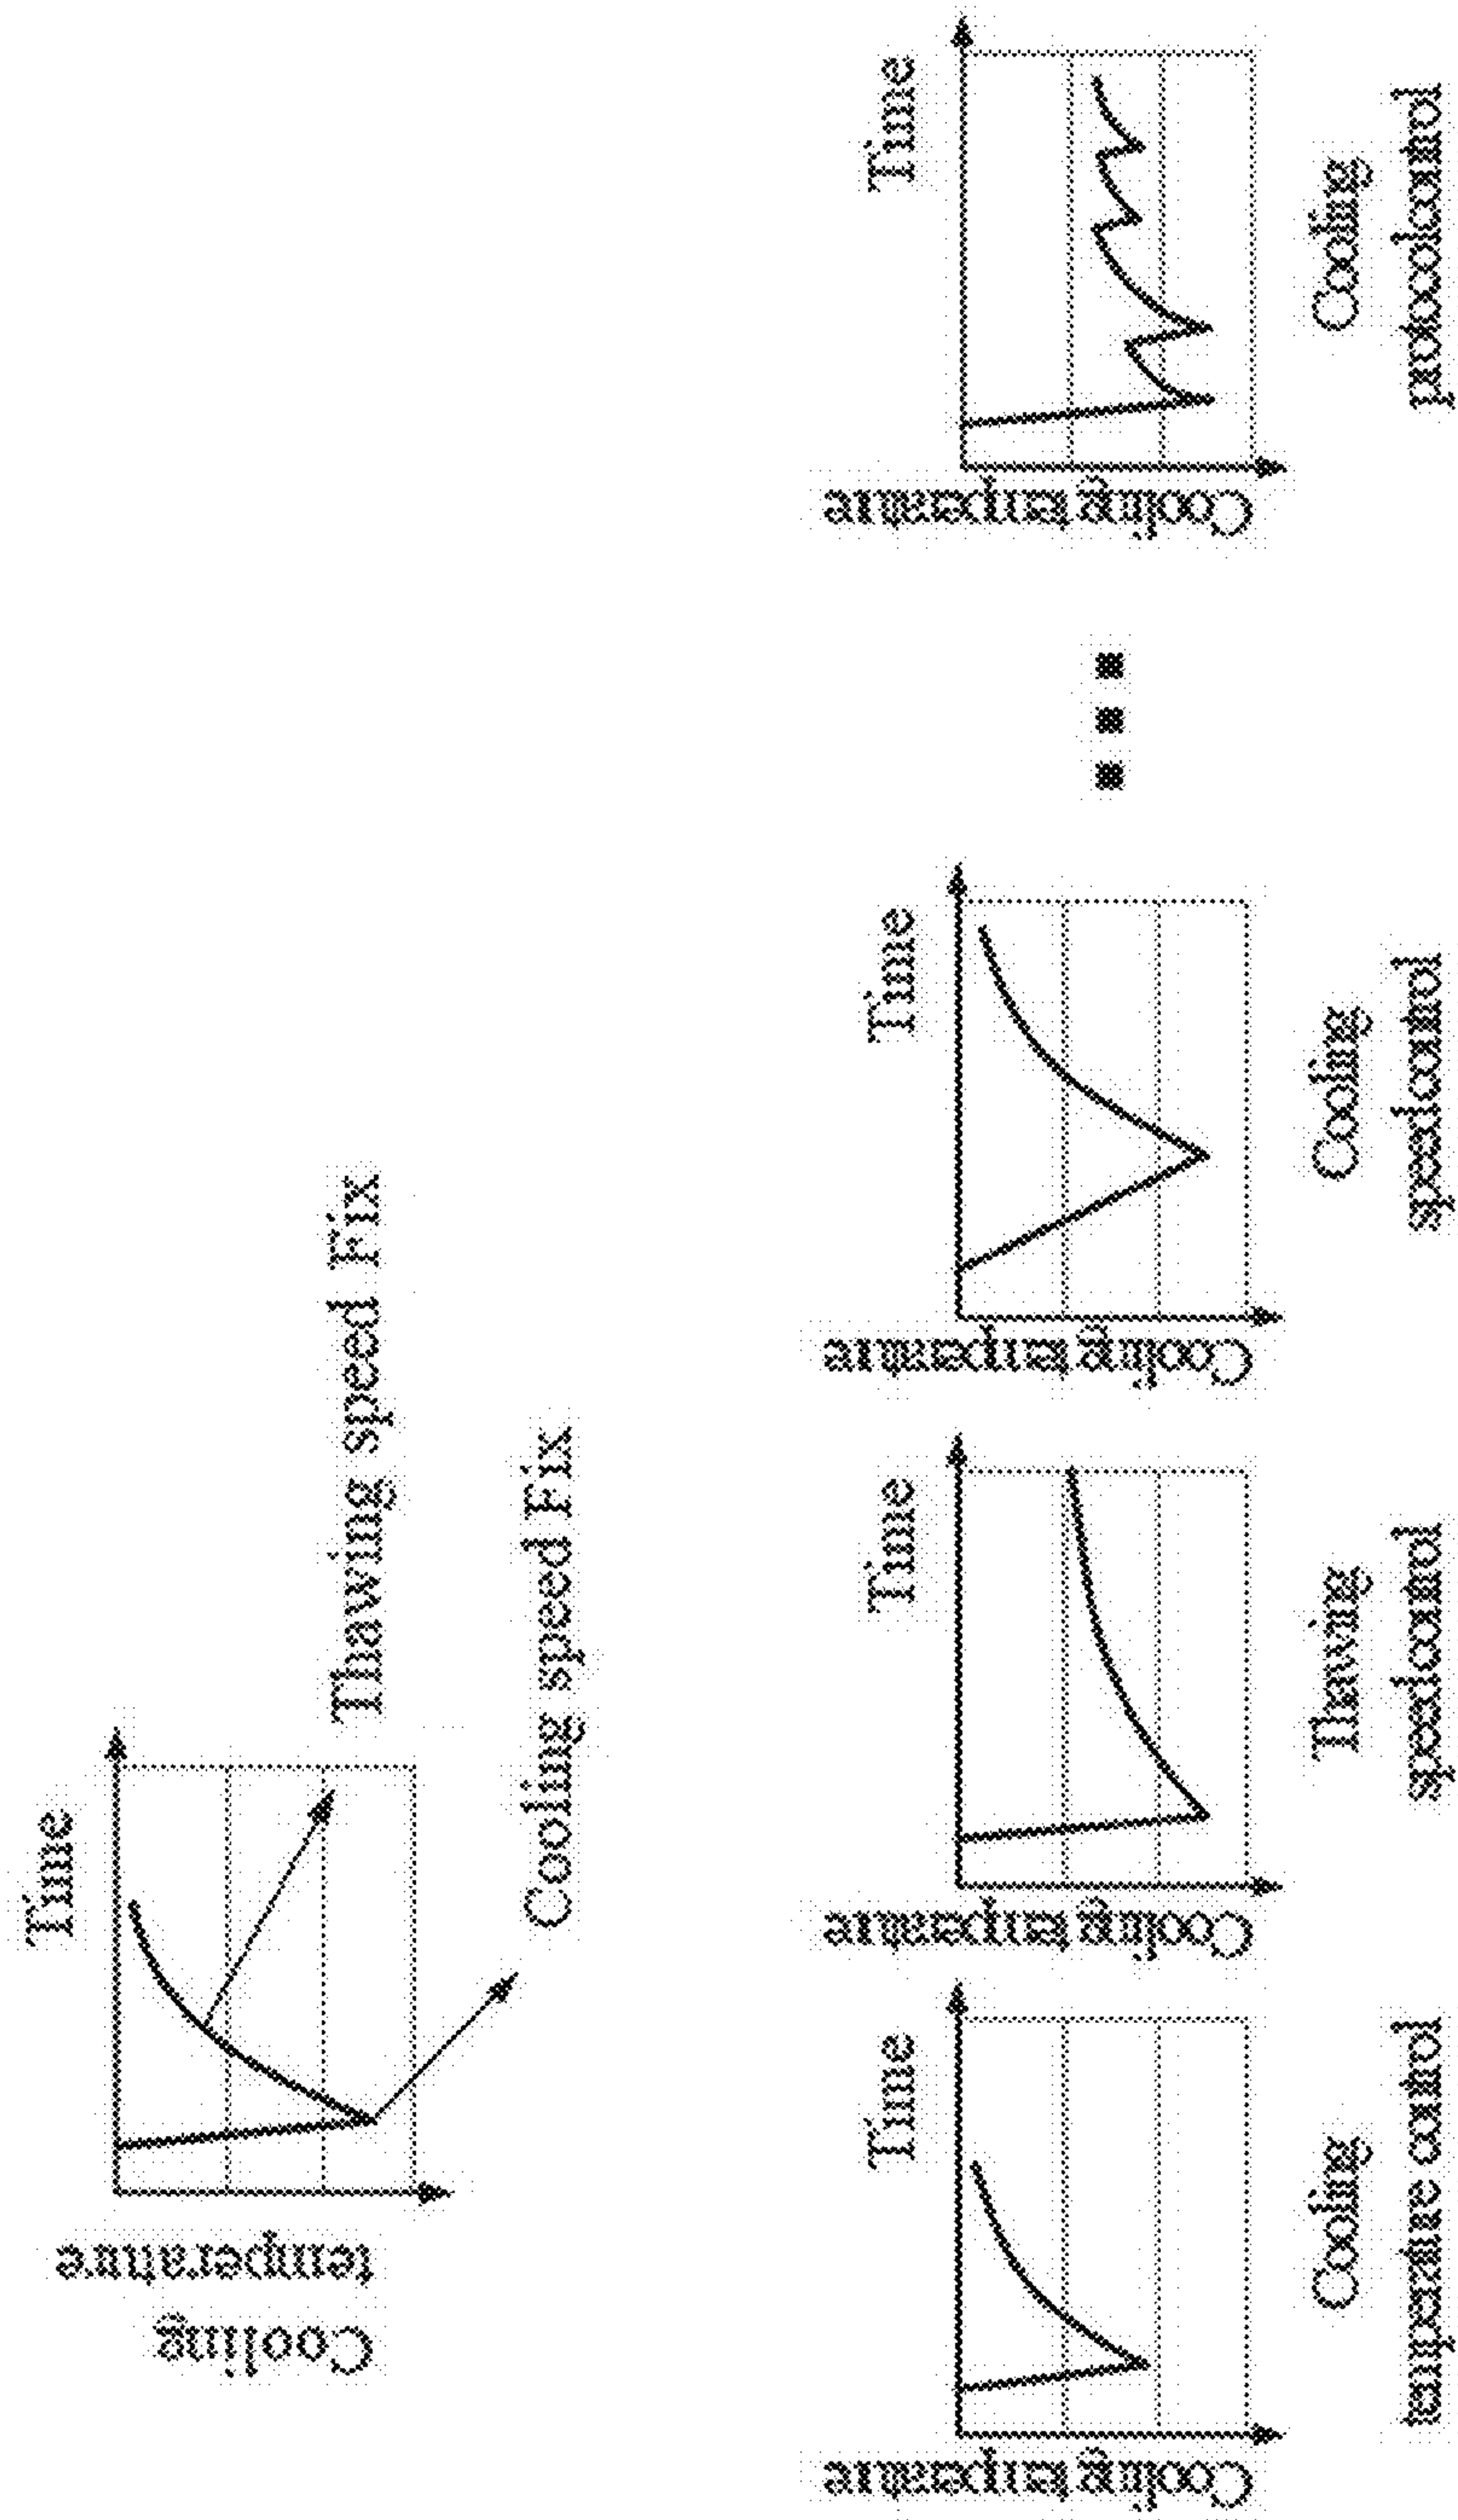 Time
Cooling
temperature
Thawing speed Fix
Cooling speed Fix
Time
Cooling temperature
Cooling
temperature control
Time
Cooling temperature
Thawing
speed control
Time
Cooling temperature
Cooling
speed control
Time
Cooling temperature
Cooling
protocol control